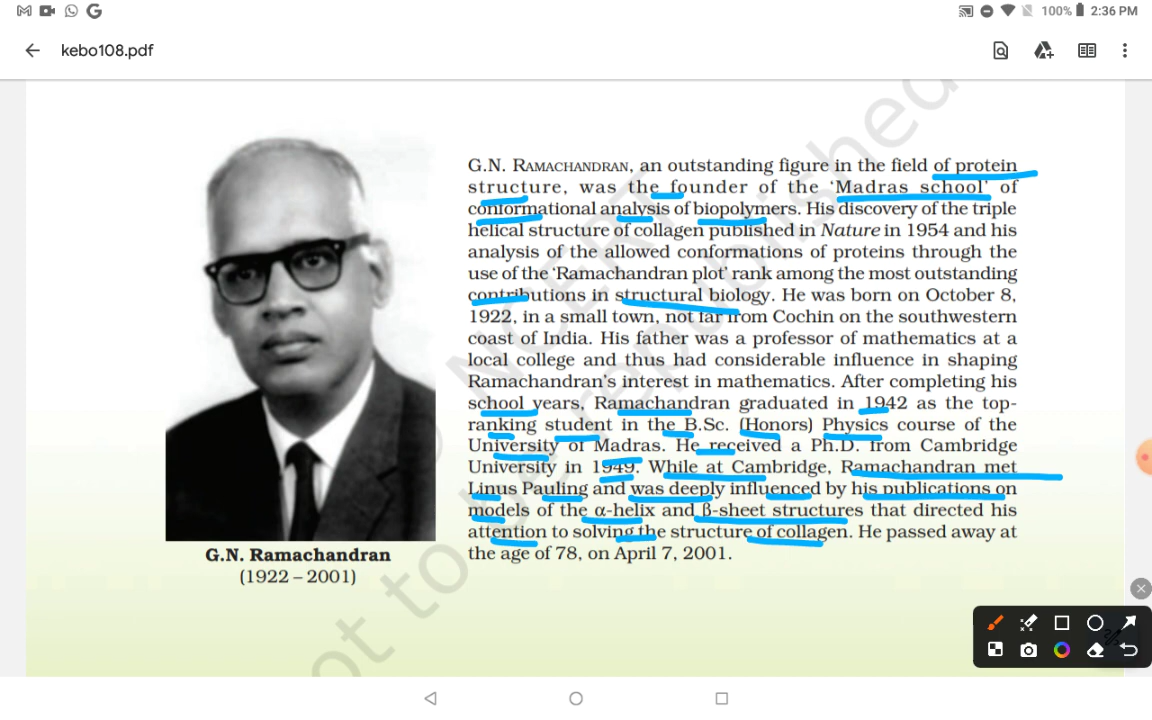 100% 2:36 PM
kebo108.pdf
G.N. RAMACHANDRAN, an outstanding figure in the field of protein
structure, was the founder of the ‘Madras school’ of
conformational analysis of biopolymers. His discovery of the triple
helical structure of collagen published in Nature in 1954 and his
analysis of the allowed conformations of proteins through the
use of the ‘Ramachandran plot’ rank among the most outstanding
contributions in structural biology. He was born on October 8,
1922, in a small town, not far from Cochin on the southwestern
coast of India. His father was a professor of mathematics at a
local college and thus had considerable influence in shaping
Ramachandran’s interest in mathematics. After completing his
school years, Ramachandran graduated in 1942 as the top-
ranking student in the B.Sc. (Honors) Physics course of the
University of Madras. He received a Ph.D. from Cambridge
University in 1949. While at Cambridge, Ramachandran met
Linus Pauling and was deeply influenced by his publications on
models of the α-helix and β-sheet structures that directed his
attention to solving the structure of collagen. He passed away at
the age of 78, on April 7, 2001.
G.N. Ramachandran
(1922 – 2001)
NCERT
not to be republished